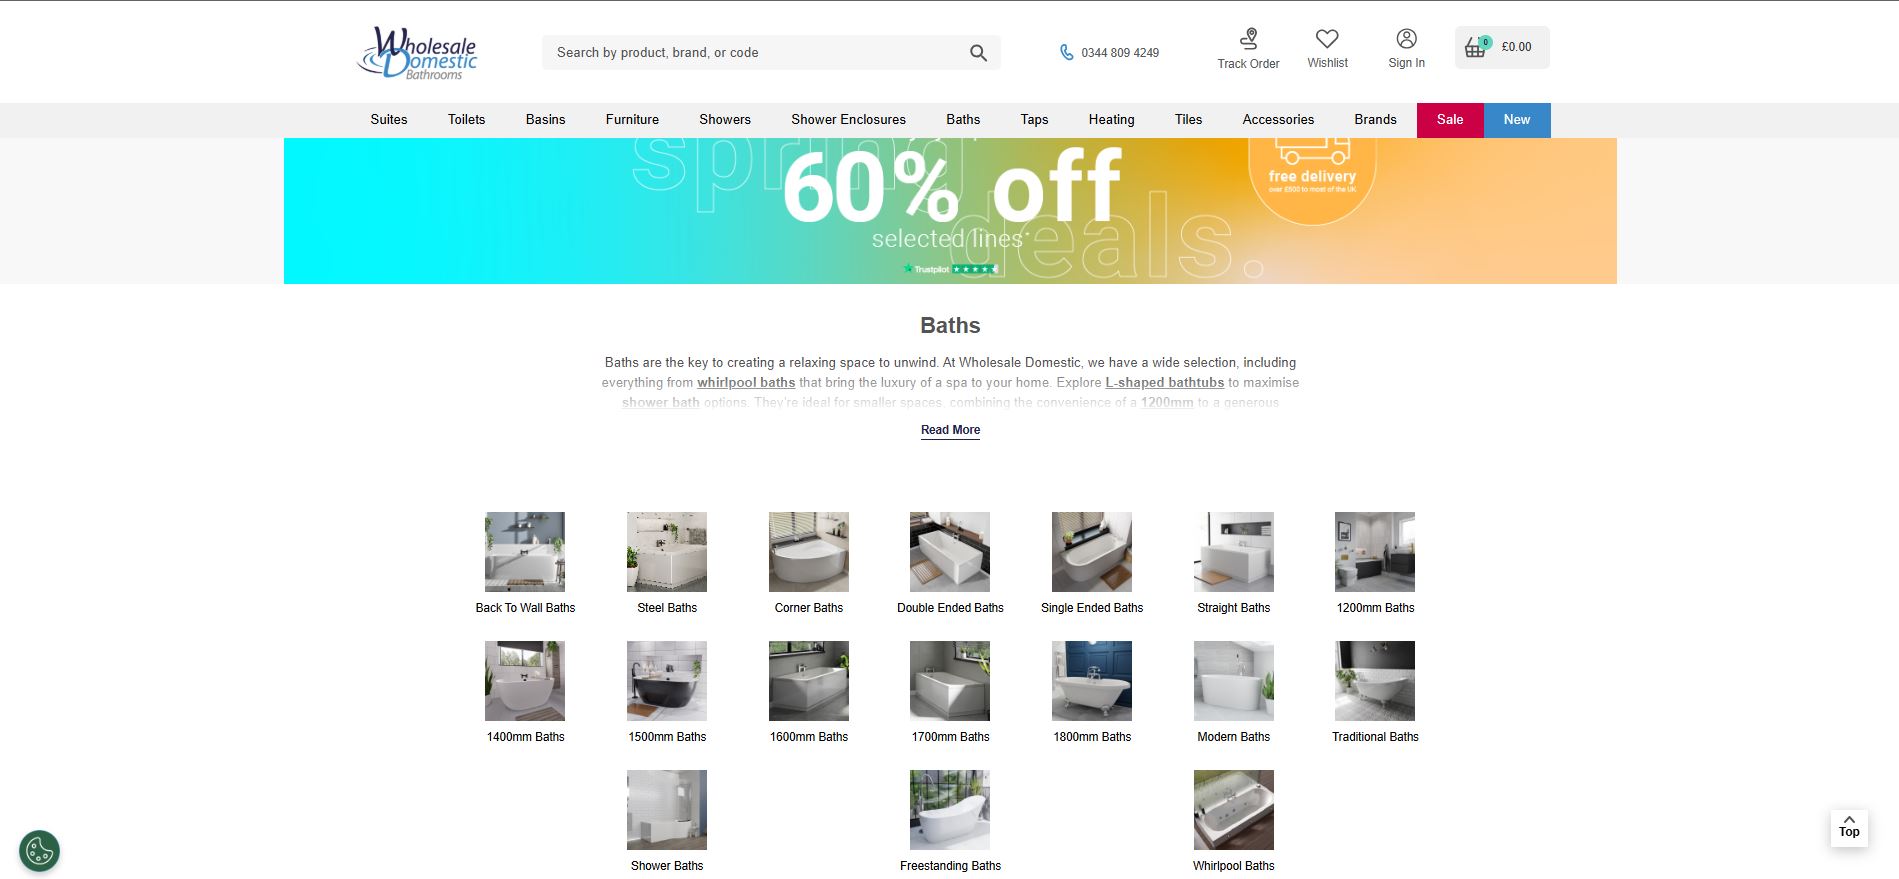 Wholesale
Domestic
Bathrooms
Search by product, brand, or code
0344 809 4249
Track Order
Wishlist
Sign In
0
£0.00
Suites
Toilets
Basins
Furniture
Showers
Shower Enclosures
Baths
Taps
Heating
Tiles
Accessories
Brands
Sale
New
spring
deals.
60% off
selected lines*
Trustpilot
free delivery
over £500 to most of the UK
Baths
Baths are the key to creating a relaxing space to unwind. At Wholesale Domestic, we have a wide selection, including
everything from whirlpool baths that bring the luxury of a spa to your home. Explore L-shaped bathtubs to maximise
shower bath options. They're ideal for smaller spaces, combining the convenience of a 1200mm to a generous
Read More
Back To Wall Baths
Steel Baths
Corner Baths
Double Ended Baths
Single Ended Baths
Straight Baths
1200mm Baths
1400mm Baths
1500mm Baths
1600mm Baths
1700mm Baths
1800mm Baths
Modern Baths
Traditional Baths
Shower Baths
Freestanding Baths
Whirlpool Baths
Top